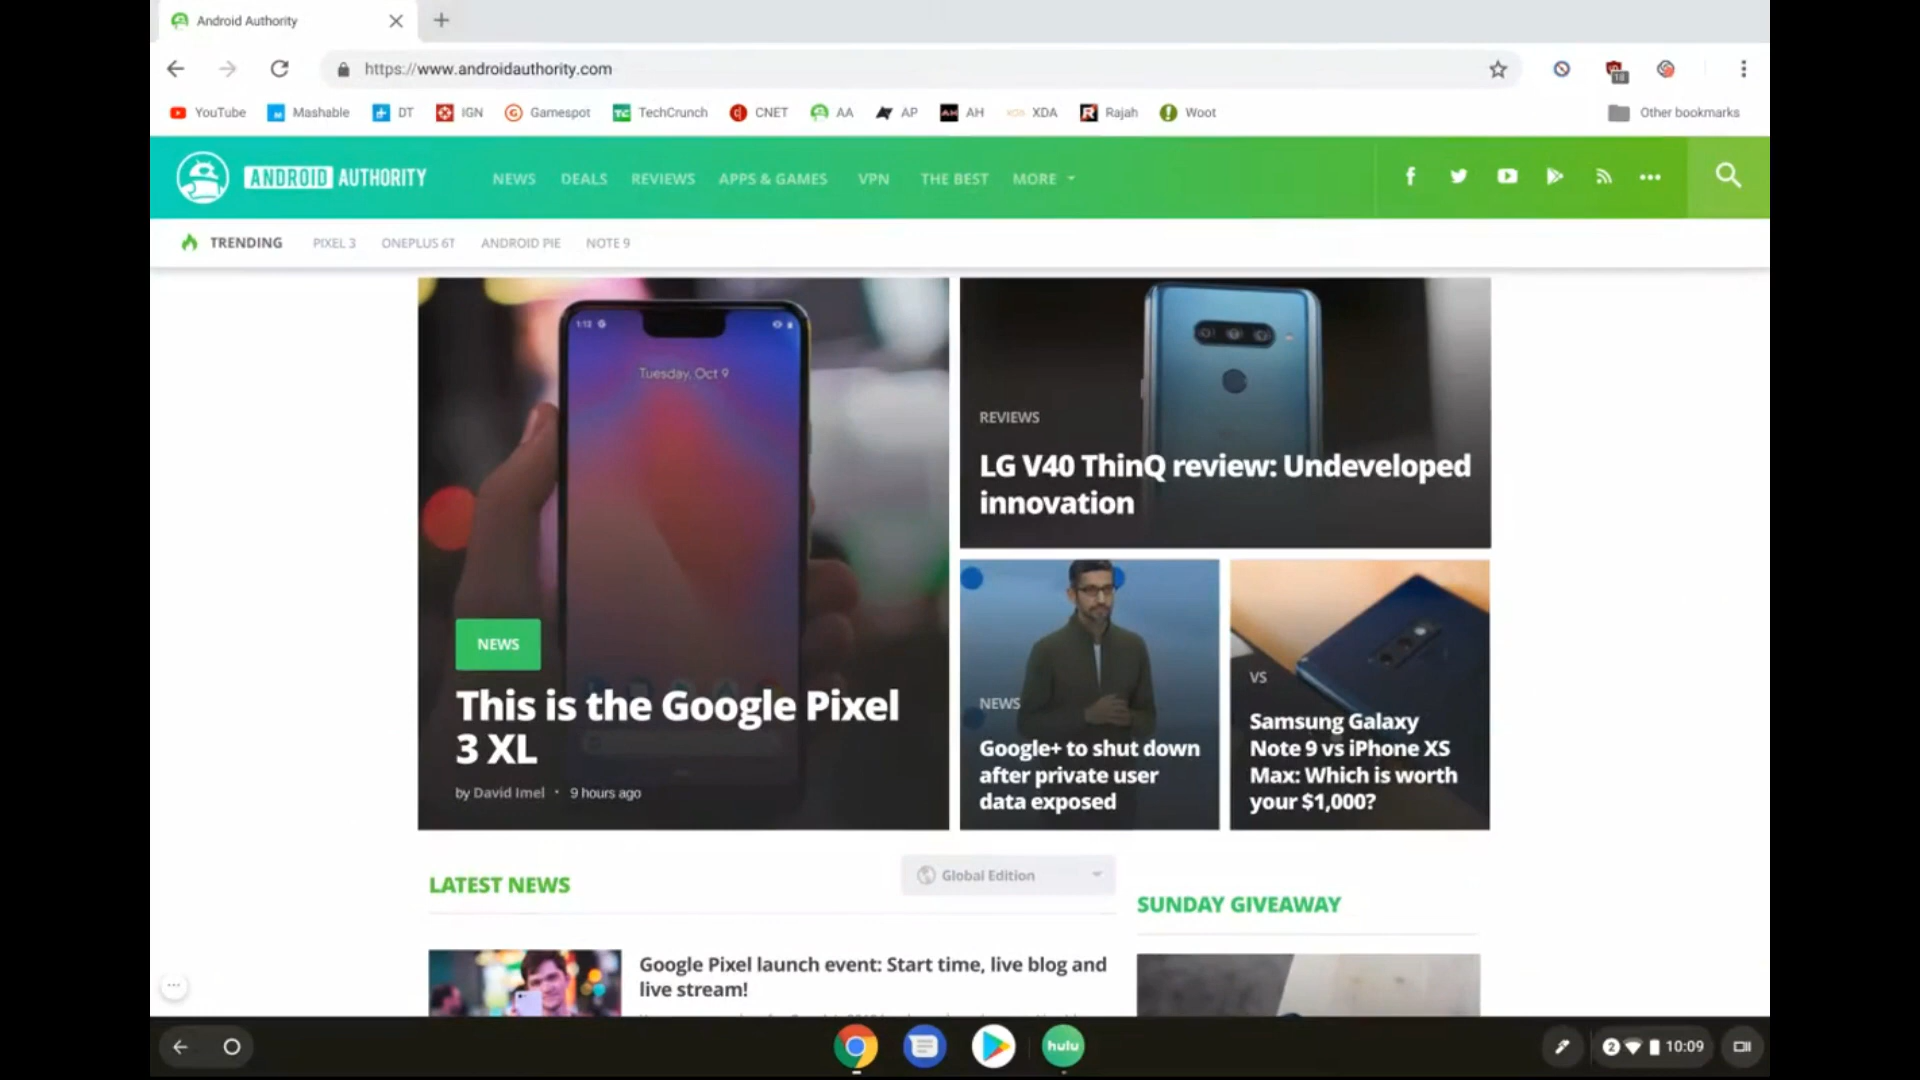 Android Authority
https://www.androidauthority.com
18
YouTube Mashable DT IGN Gamespot TechCrunch CNET AA AP AH XDA Rajah Woot Other bookmarks
ANDROID AUTHORITY NEWS DEALS REVIEWS APPS & GAMES VPN THE BEST MORE
TRENDING PIXEL 3 ONEPLUS 6T ANDROID PIE NOTE 9
1:13
Tuesday, Oct 9
NEWS
This is the Google Pixel
3 XL
by David Imel • 9 hours ago
REVIEWS
LG V40 ThinQ review: Undeveloped
innovation
NEWS
Google+ to shut down
after private user
data exposed
VS
Samsung Galaxy
Note 9 vs iPhone XS
Max: Which is worth
your $1,000?
LATEST NEWS
Global Edition
SUNDAY GIVEAWAY
Google Pixel launch event: Start time, live blog and
live stream!
hulu
2 10:09